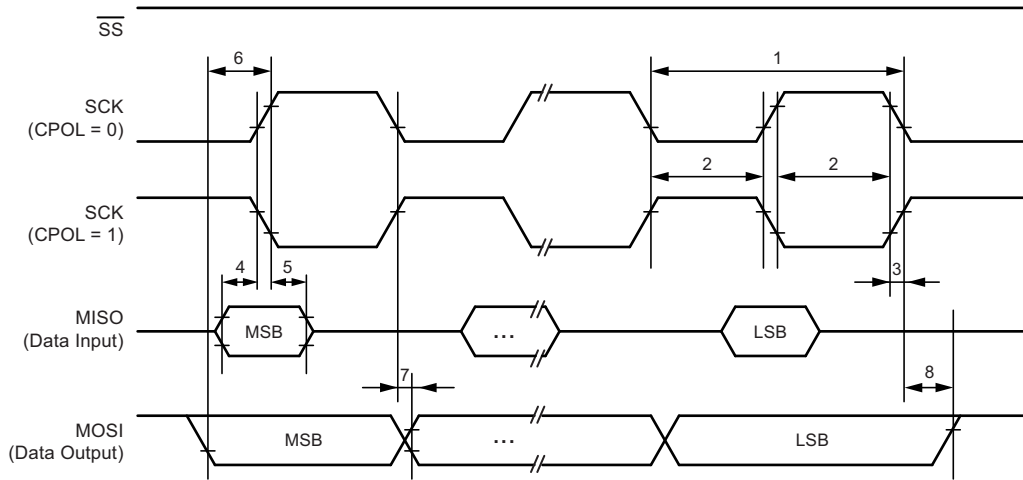 SS
6
1
SCK
(CPOL = 0)
2
2
SCK
(CPOL = 1)
4
5
3
MISO
(Data Input)
MSB
...
LSB
7
8
MOSI
(Data Output)
MSB
...
LSB